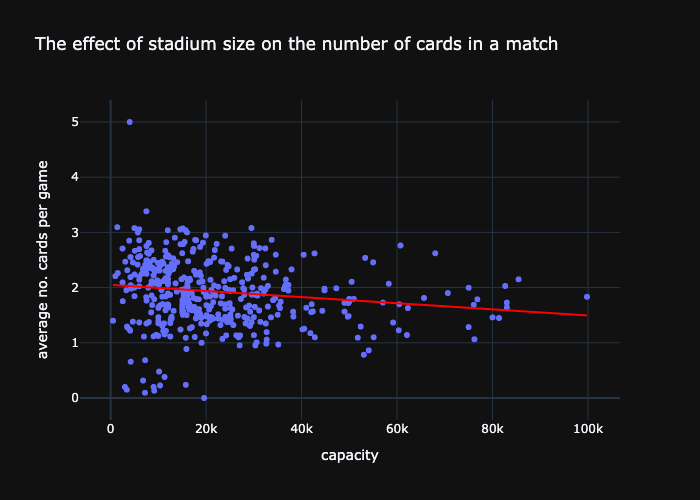 The effect of stadium size on the number of cards in a match
5
4
3
2
1
0
average no. cards per game
0
20k
40k
60k
80k
100k
capacity